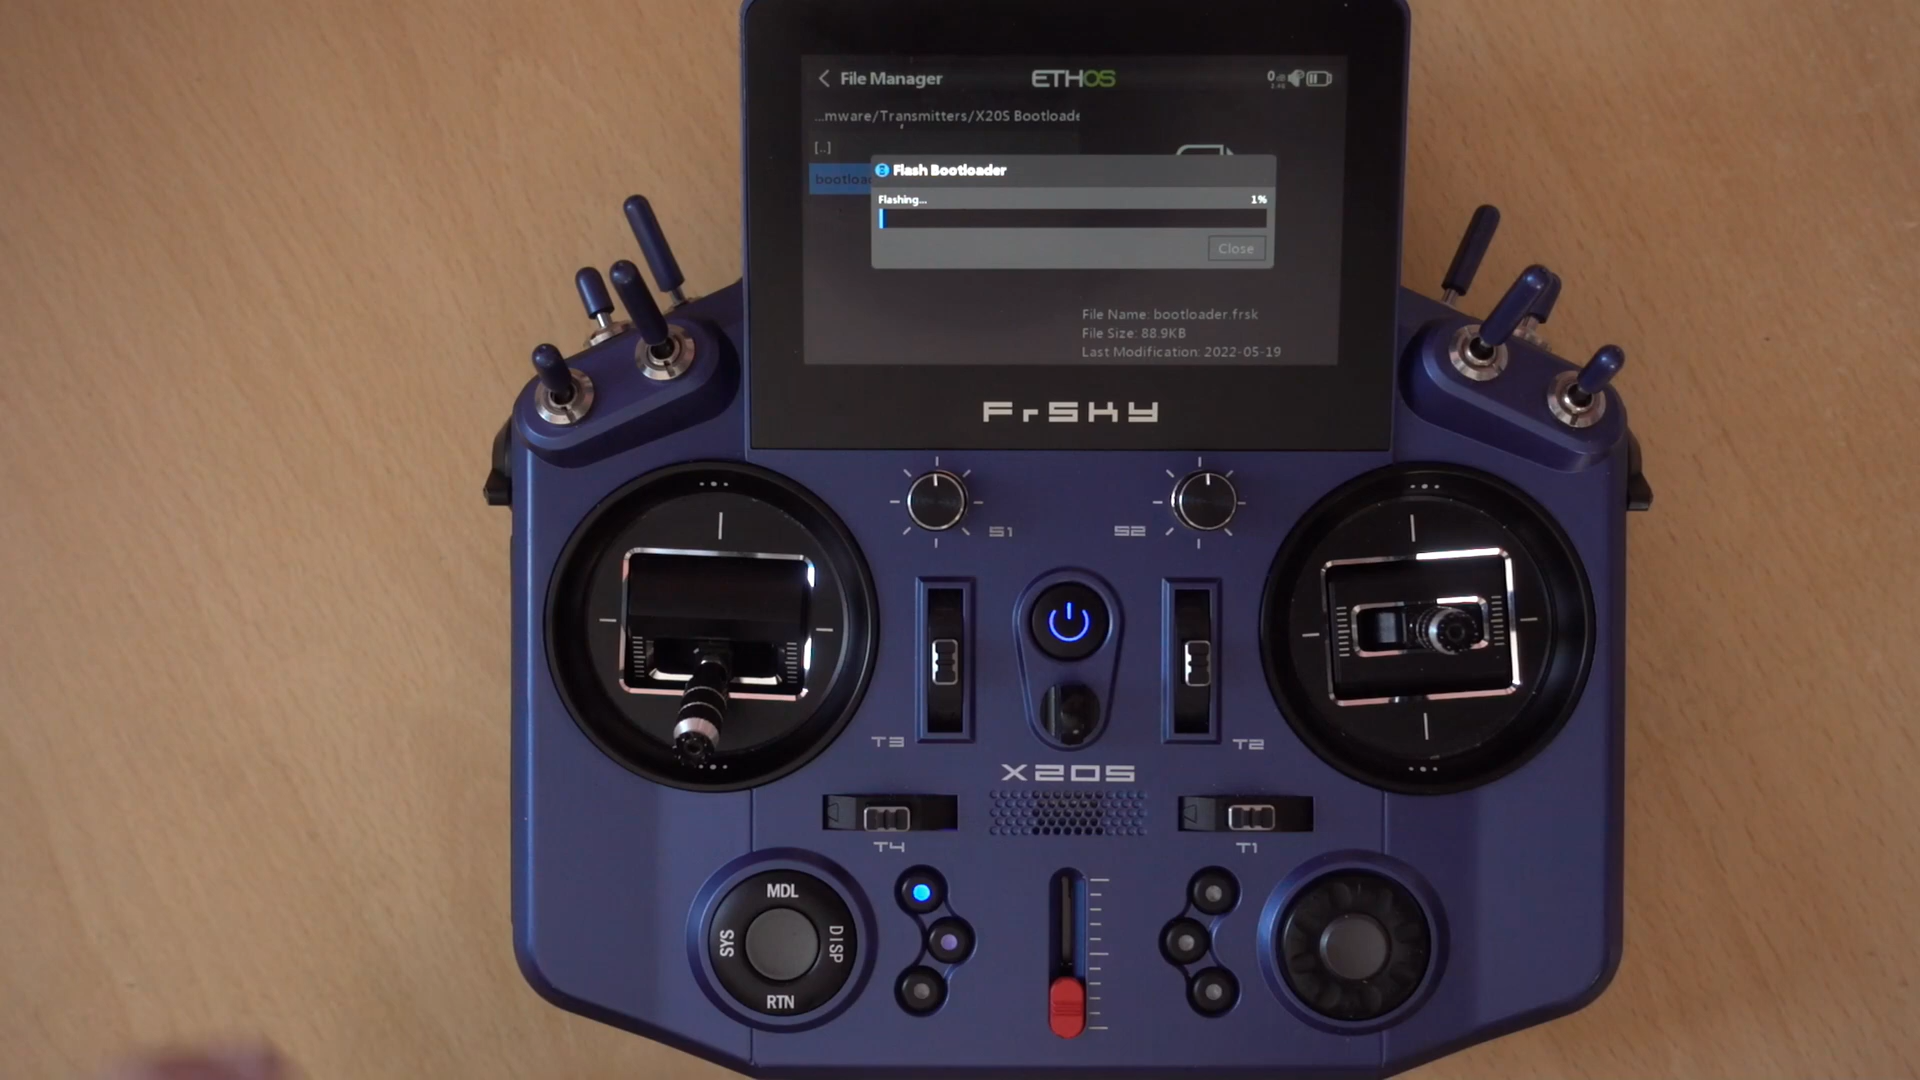 File Manager
ETHOS
...mware/Transmitters/X20S Bootloade
[..]
Flash Bootloader
Flashing...
1%
Close
File Name: bootloader.frsk
File Size: 88.9KB
Last Modification: 2022-05-19
FrSKY
S1
S2
T3
T2
X20S
T4
T1
MDL
SYS
DISP
RTN